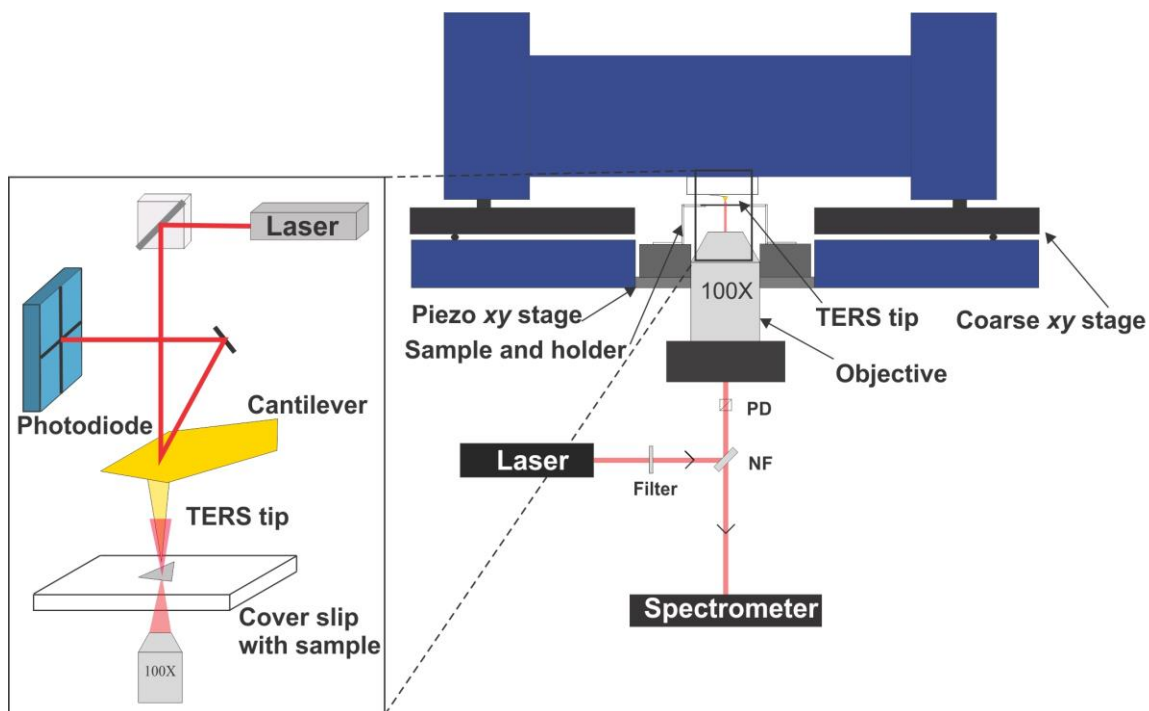 Laser
Photodiode
Cantilever
TERS tip
Cover slip
with sample
100X
100X
Piezo xy stage
Sample and holder
TERS tip
Coarse xy stage
Objective
PD
Laser
Filter
NF
Spectrometer